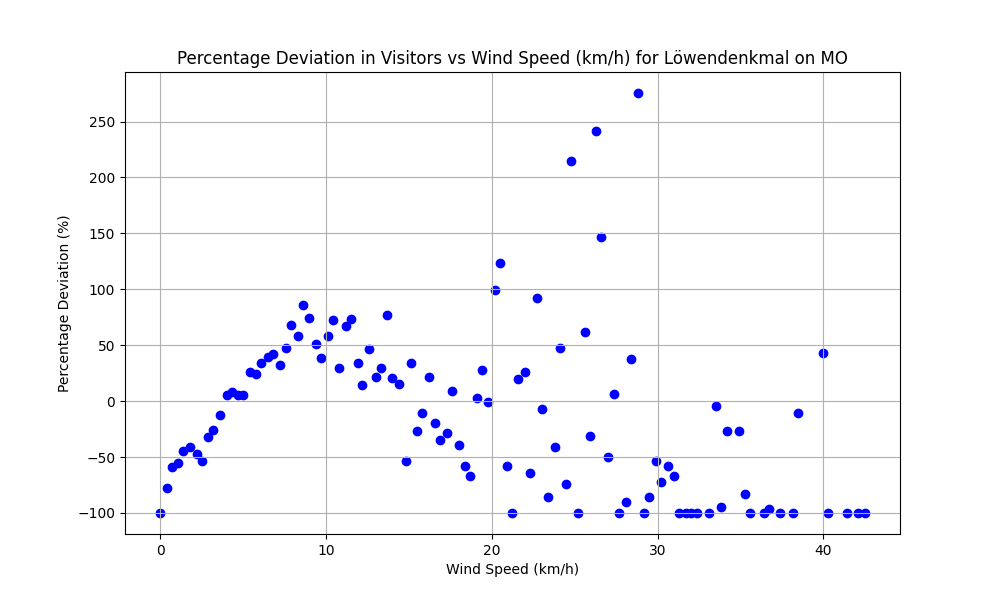 Percentage Deviation in Visitors vs Wind Speed (km/h) for Löwendenkmal on MO
Percentage Deviation (%)
250
200
150
100
50
0
−50
−100
0 10 20 30 40
Wind Speed (km/h)